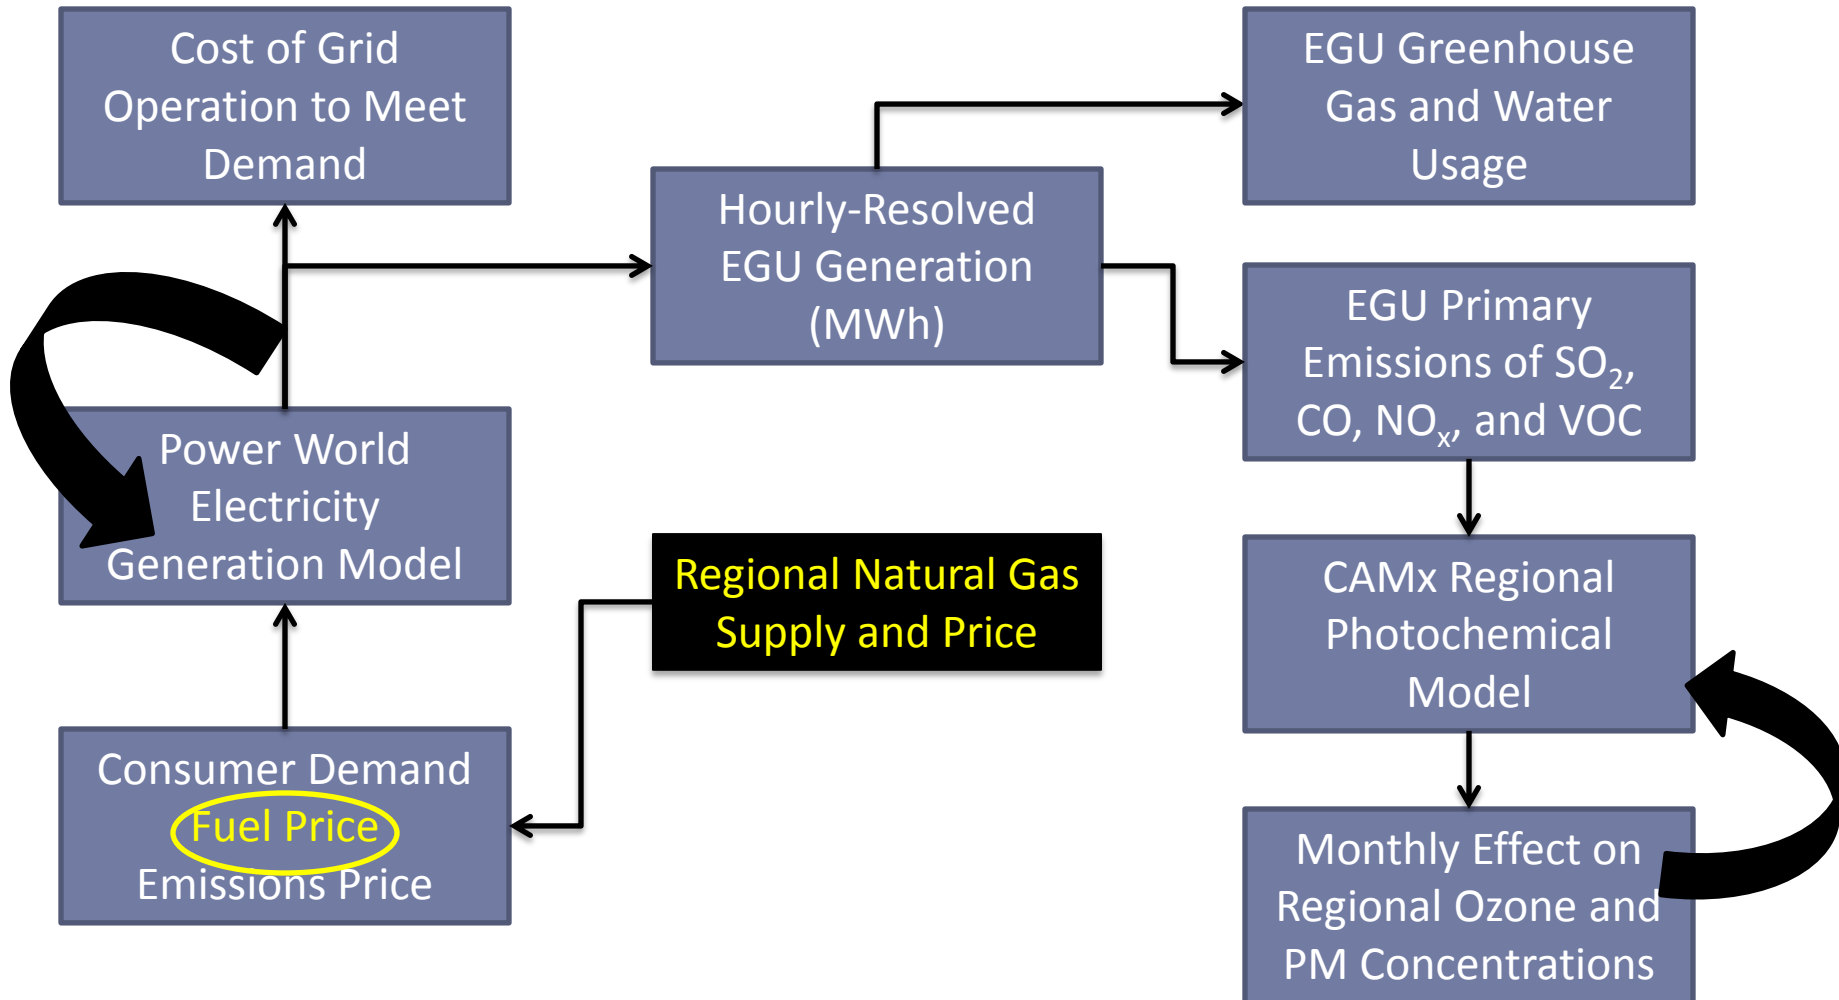 Cost of Grid
Operation to Meet
Demand
EGU Greenhouse
Gas and Water
Usage
Hourly-Resolved
EGU Generation
(MWh)
EGU Primary
Emissions of SO₂,
CO, NOₓ, and VOC
Power World
Electricity
Generation Model
Regional Natural Gas
Supply and Price
CAMx Regional
Photochemical
Model
Consumer Demand
Fuel Price
Emissions Price
Monthly Effect on
Regional Ozone and
PM Concentrations